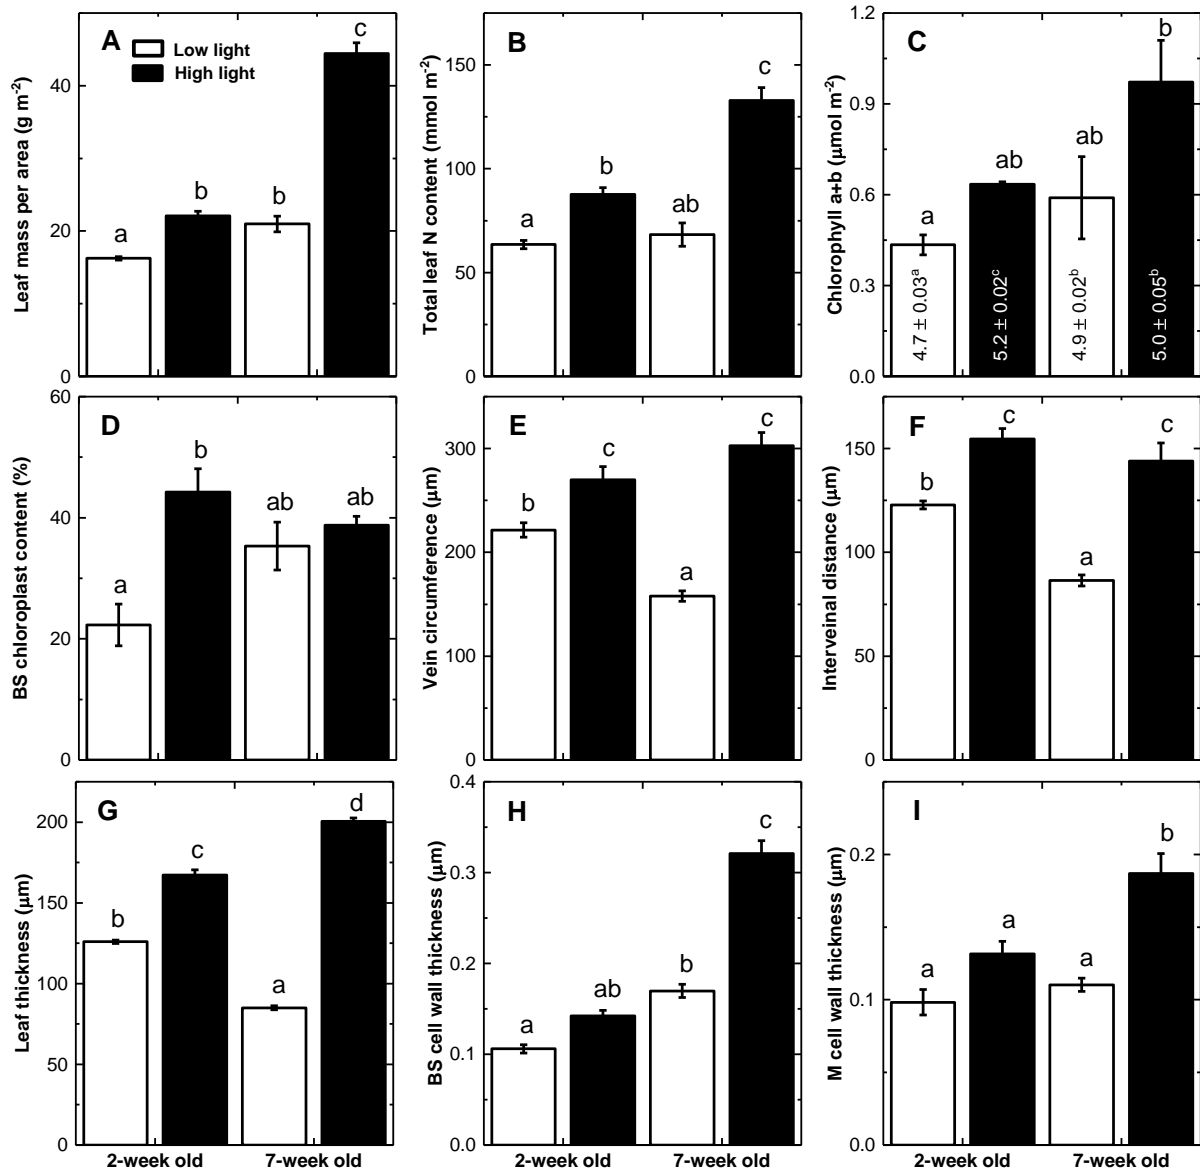 A
Low light
High light
Leaf mass per area (g m⁻²)
0
20
40
a
b
b
c
B
Total leaf N content (mmol m⁻²)
0
50
100
150
a
b
ab
c
C
Chlorophyll a+b (μmol m⁻²)
0.0
0.3
0.6
0.9
1.2
a
ab
ab
b
4.7 ± 0.03ᵃ
5.2 ± 0.02ᶜ
4.9 ± 0.02ᵇ
5.0 ± 0.05ᵇ
D
BS chloroplast content (%)
0
20
40
60
a
b
ab
ab
E
Vein circumference (μm)
0
100
200
300
b
c
a
c
F
Interveinal distance (μm)
0
50
100
150
b
c
a
c
G
Leaf thickness (μm)
0
50
100
150
200
b
c
a
d
2-week old 7-week old
H
BS cell wall thickness (μm)
0.0
0.1
0.2
0.3
0.4
a
ab
b
c
2-week old 7-week old
I
M cell wall thickness (μm)
0.0
0.1
0.2
a
a
a
b
2-week old 7-week old